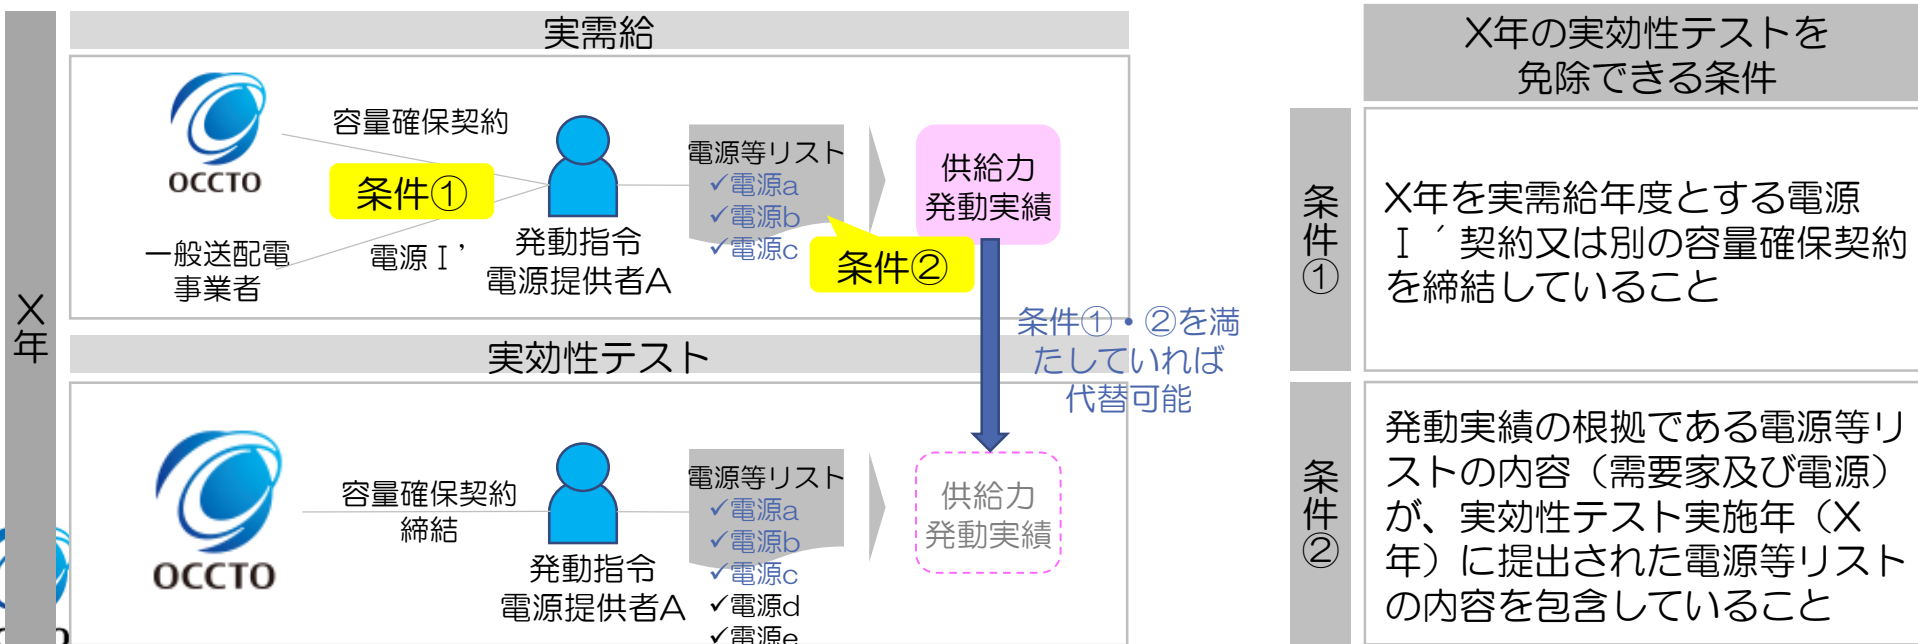 実需給
X年
OCCTO
容量確保契約
条件①
一般送配電
事業者
電源Ⅰ’
発動指令
電源提供者A
電源等リスト
✓電源a
✓電源b
✓電源c
条件②
供給力
発動実績
条件①・②を満
たしていれば
代替可能
実効性テスト
OCCTO
容量確保契約
締結
発動指令
電源提供者A
電源等リスト
✓電源a
✓電源b
✓電源c
✓電源d
✓電源e
供給力
発動実績
X年の実効性テストを
免除できる条件
条件①
X年を実需給年度とする電源
Ⅰ´契約又は別の容量確保契約
を締結していること
条件②
発動実績の根拠である電源等リ
ストの内容（需要家及び電源）
が、実効性テスト実施年（X
年）に提出された電源等リスト
の内容を包含していること